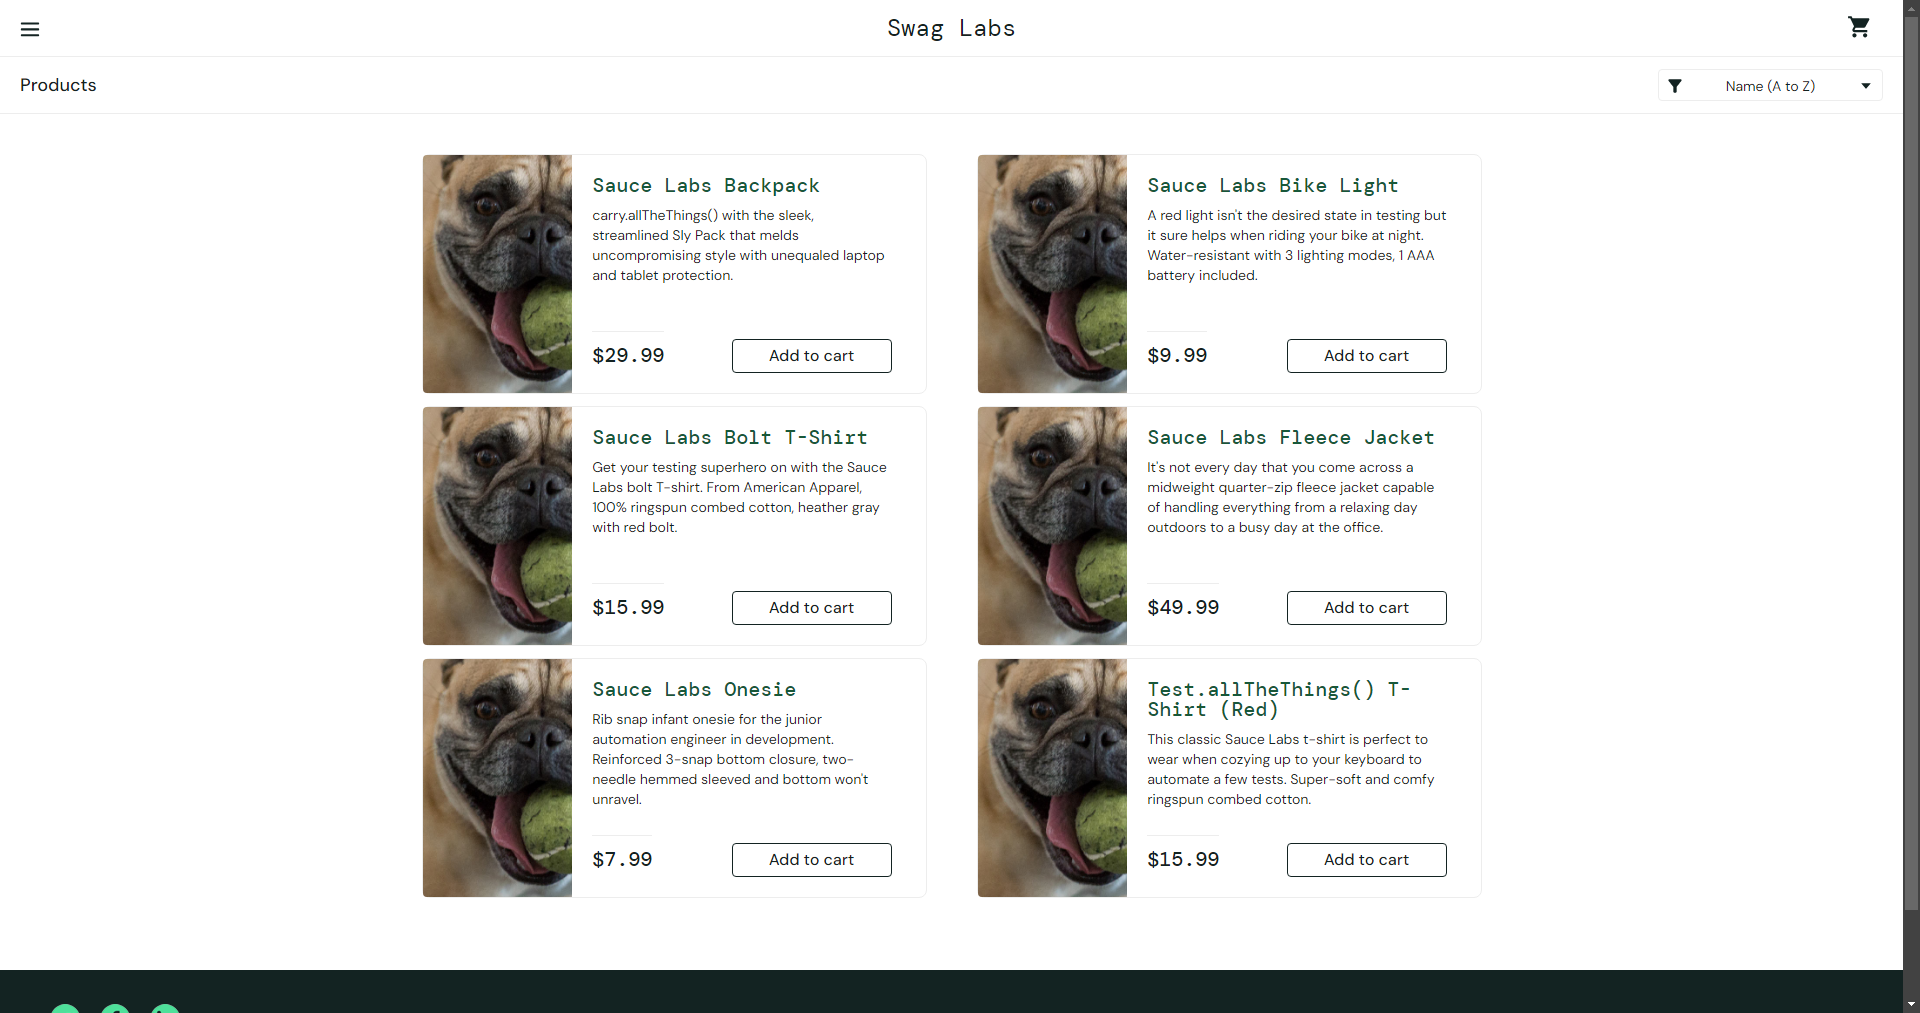 Swag Labs
Products
Name (A to Z)
Sauce Labs Backpack
carry.allTheThings() with the sleek,
streamlined Sly Pack that melds
uncompromising style with unequaled laptop
and tablet protection.
$29.99
Add to cart
Sauce Labs Bike Light
A red light isn't the desired state in testing but
it sure helps when riding your bike at night.
Water-resistant with 3 lighting modes, 1 AAA
battery included.
$9.99
Add to cart
Sauce Labs Bolt T-Shirt
Get your testing superhero on with the Sauce
Labs bolt T-shirt. From American Apparel,
100% ringspun combed cotton, heather gray
with red bolt.
$15.99
Add to cart
Sauce Labs Fleece Jacket
It's not every day that you come across a
midweight quarter-zip fleece jacket capable
of handling everything from a relaxing day
outdoors to a busy day at the office.
$49.99
Add to cart
Sauce Labs Onesie
Rib snap infant onesie for the junior
automation engineer in development.
Reinforced 3-snap bottom closure, two-
needle hemmed sleeved and bottom won't
unravel.
$7.99
Add to cart
Test.allTheThings() T-
Shirt (Red)
This classic Sauce Labs t-shirt is perfect to
wear when cozying up to your keyboard to
automate a few tests. Super-soft and comfy
ringspun combed cotton.
$15.99
Add to cart